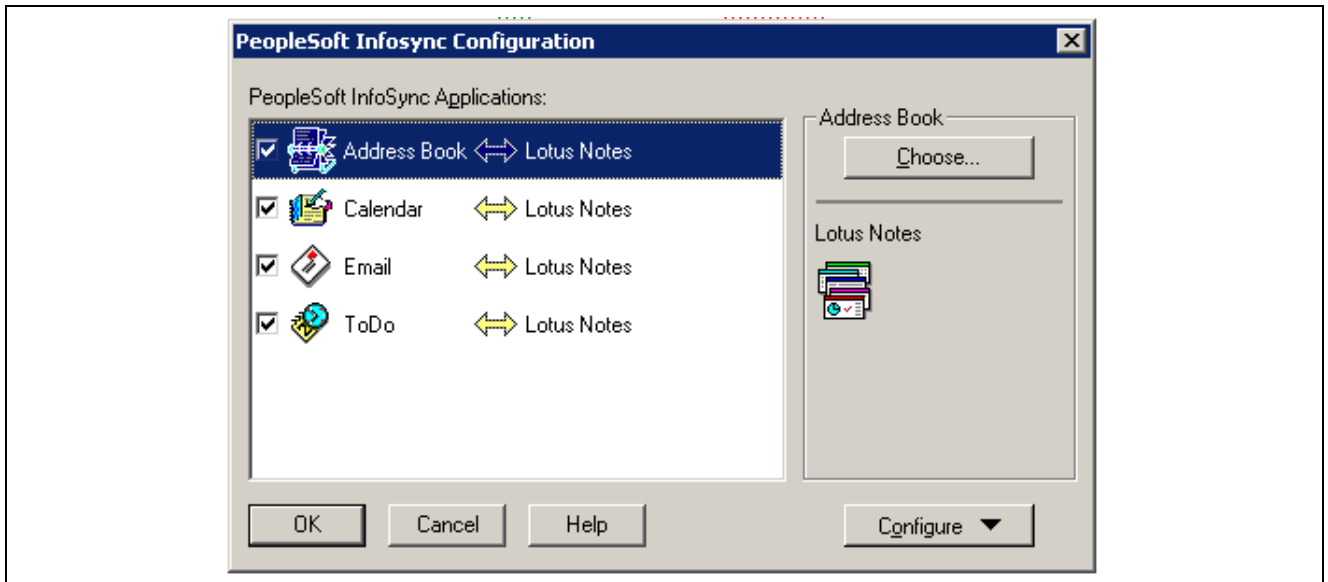 PeopleSoft Infosync Configuration
PeopleSoft InfoSync Applications:
Address Book Lotus Notes
Calendar Lotus Notes
Email Lotus Notes
ToDo Lotus Notes
Address Book
Choose...
Lotus Notes
OK Cancel Help Configure